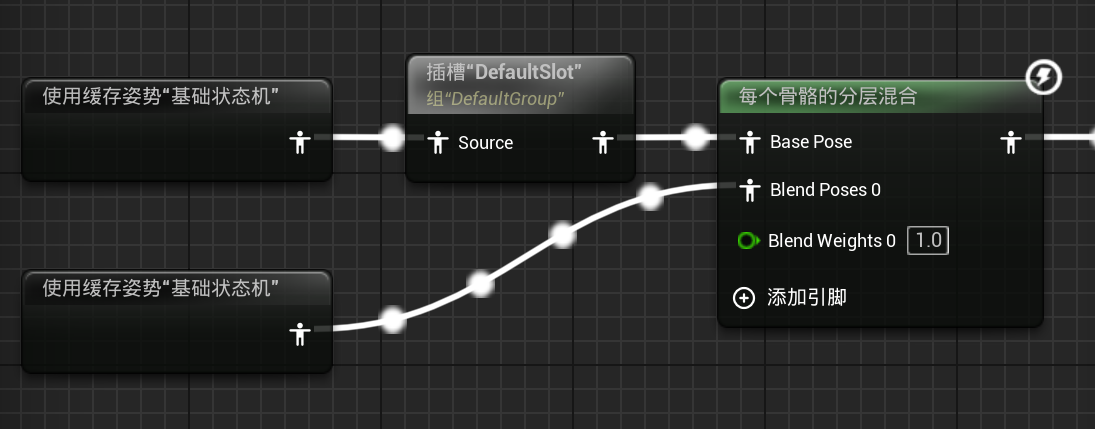 使用缓存姿势“基础状态机”
插槽“DefaultSlot”
组“DefaultGroup”
Source
每个骨骼的分层混合
Base Pose
Blend Poses 0
Blend Weights 0 1.0
添加引脚
使用缓存姿势“基础状态机”